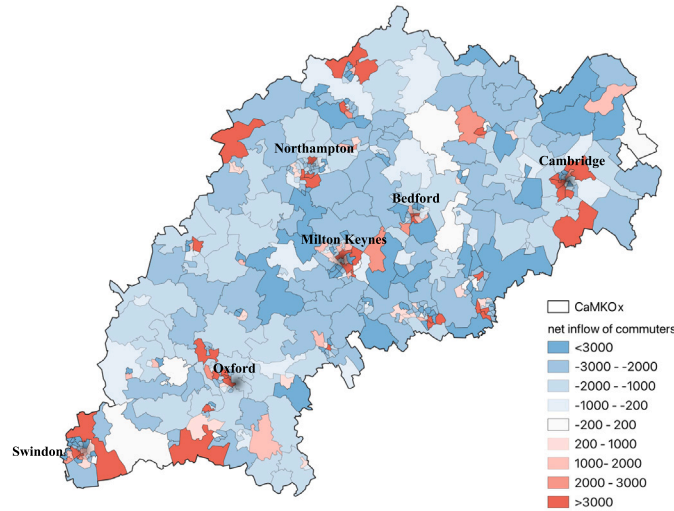 Northampton
Cambridge
Bedford
Milton Keynes
Oxford
Swindon
CaMKOx
net inflow of commuters
<3000
-3000 - -2000
-2000 - -1000
-1000 - -200
-200 - 200
200 - 1000
1000- 2000
2000 - 3000
>3000